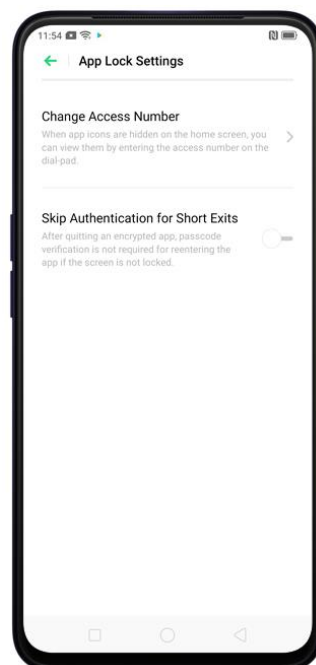 11:54
App Lock Settings
Change Access Number
When app icons are hidden on the home screen, you
can view them by entering the access number on the
dial-pad.
Skip Authentication for Short Exits
After quitting an encrypted app, passcode
verification is not required for reentering the
app if the screen is not locked.